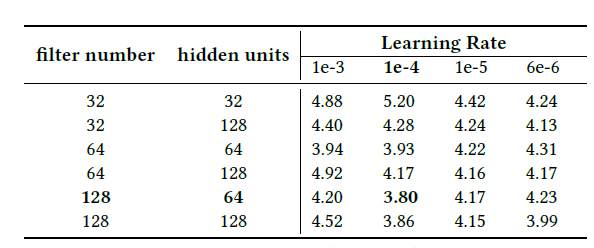 Learning Rate
filter number hidden units
1e-3 1e-4 1e-5 6e-6
32 32 4.88 5.20 4.42 4.24
32 128 4.40 4.28 4.24 4.13
64 64 3.94 3.93 4.22 4.31
64 128 4.92 4.17 4.16 4.17
128 64 4.20 3.80 4.17 4.23
128 128 4.52 3.86 4.15 3.99